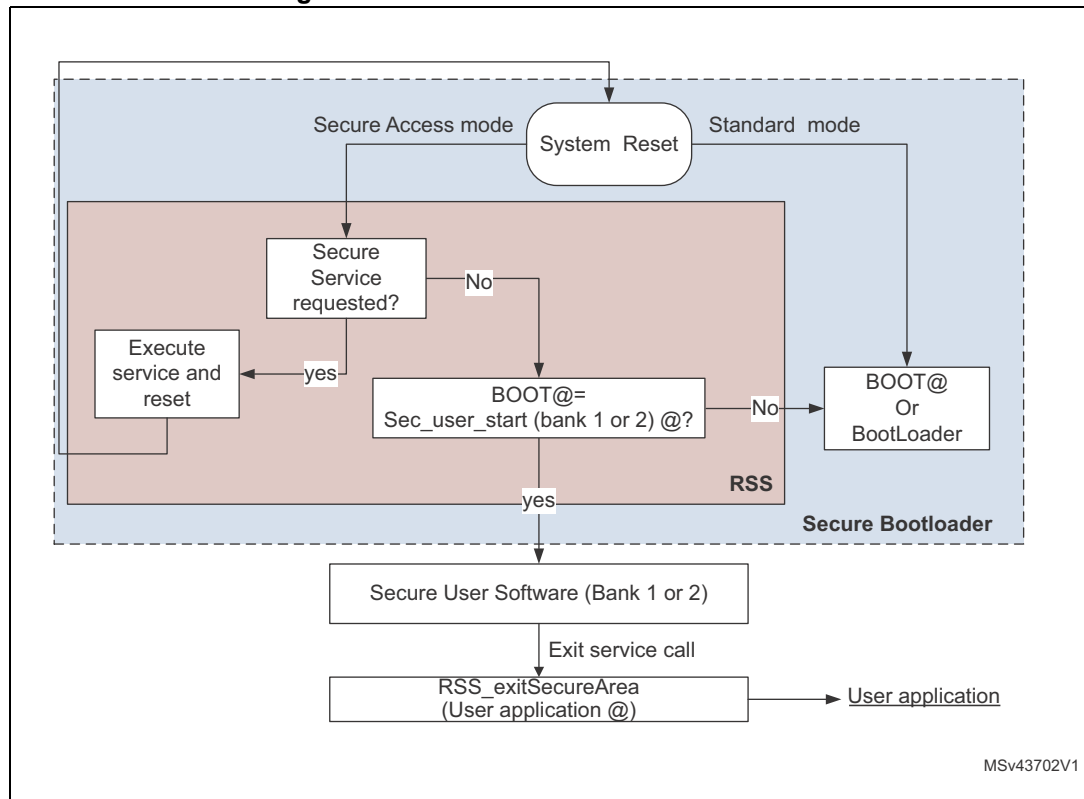 Secure Access mode
System Reset
Standard mode
Secure
Service
requested?
No
Execute
service and
reset
yes
BOOT@=
Sec_user_start (bank 1 or 2) @?
No
BOOT@
Or
BootLoader
RSS
yes
Secure Bootloader
Secure User Software (Bank 1 or 2)
Exit service call
RSS_exitSecureArea
(User application @)
User application
MSv43702V1